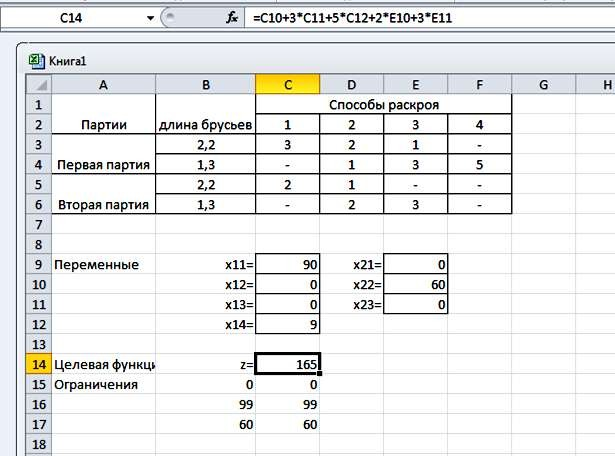 C14 fx =C10+3*C11+5*C12+2*E10+3*E11
Книга1
A B C D E F G H
1 Способы раскроя
2 Партии длина брусьев 1 2 3 4
3 2,2 3 2 1 -
4 Первая партия 1,3 - 1 3 5
5 2,2 2 1 - -
6 Вторая партия 1,3 - 2 3 -
7
8
9 Переменные x11= 90 x21= 0
10 x12= 0 x22= 60
11 x13= 0 x23= 0
12 x14= 9
13
14 Целевая функци z= 165
15 Ограничения 0 0
16 99 99
17 60 60
18